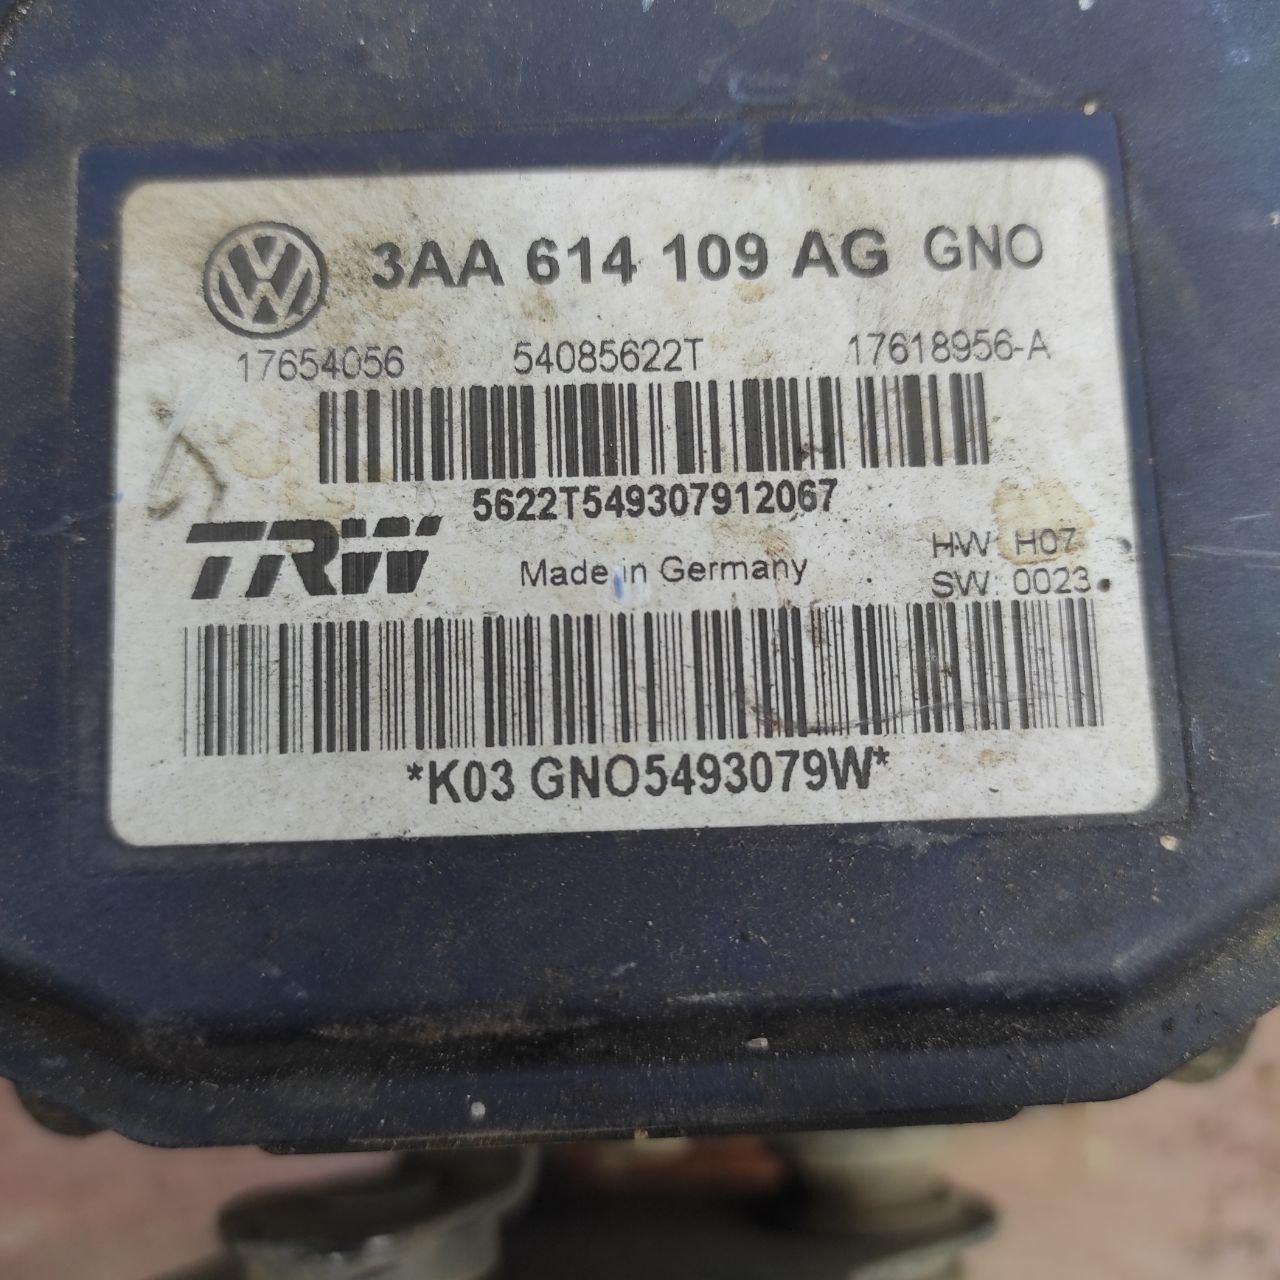 3AA 614 109 AG GNO
17654056 54085622T 17618956-A
5622T549307912067
TRW Made in Germany
HW H07
SW: 0023
*K03 GNO5493079W*